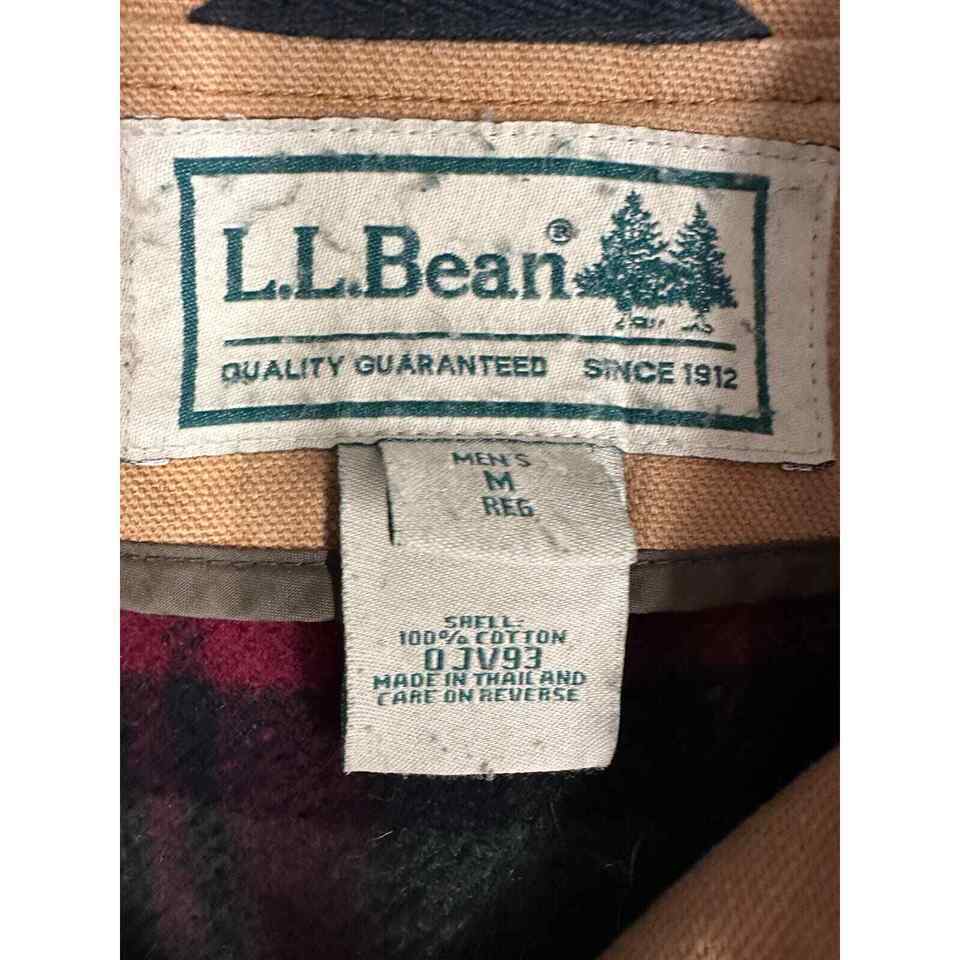 L.L.Bean®
QUALITY GUARANTEED SINCE 1912
MEN'S
M
REG
SHELL:
100% COTTON
0JV93
MADE IN THAILAND
CARE ON REVERSE